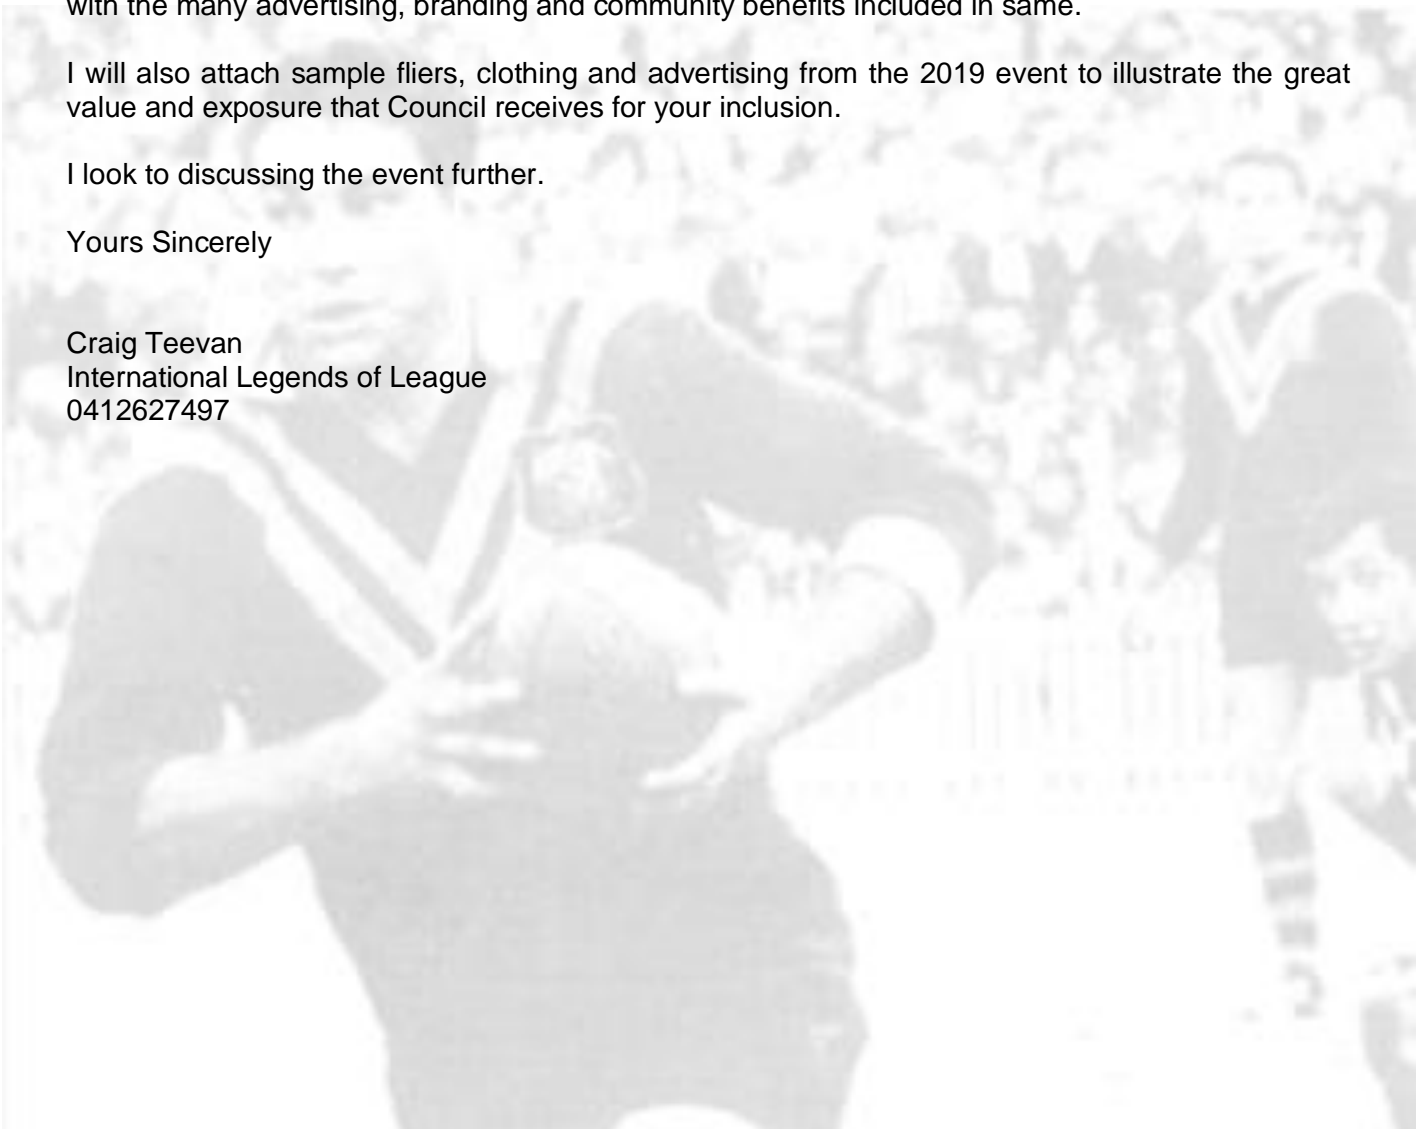 with the many advertising, branding and community benefits included in same.
I will also attach sample fliers, clothing and advertising from the 2019 event to illustrate the great
value and exposure that Council receives for your inclusion.
I look to discussing the event further.
Yours Sincerely
Craig Teevan
International Legends of League
0412627497